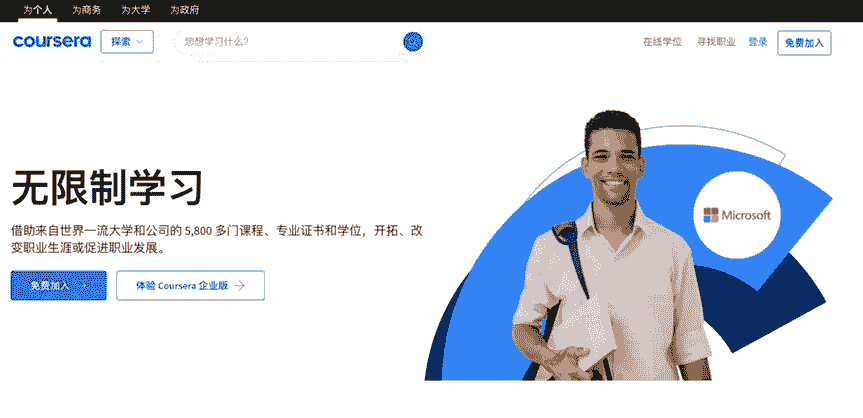 为个人 为商务 为大学 为政府
coursera 探索 您想学习什么? 在线学位 寻找职业 登录 免费加入
无限制学习
借助来自世界一流大学和公司的 5,800 多门课程、专业证书和学位，开拓、改
变职业生涯或促进职业发展。
免费加入 → 体验 Coursera 企业版 →
Microsoft